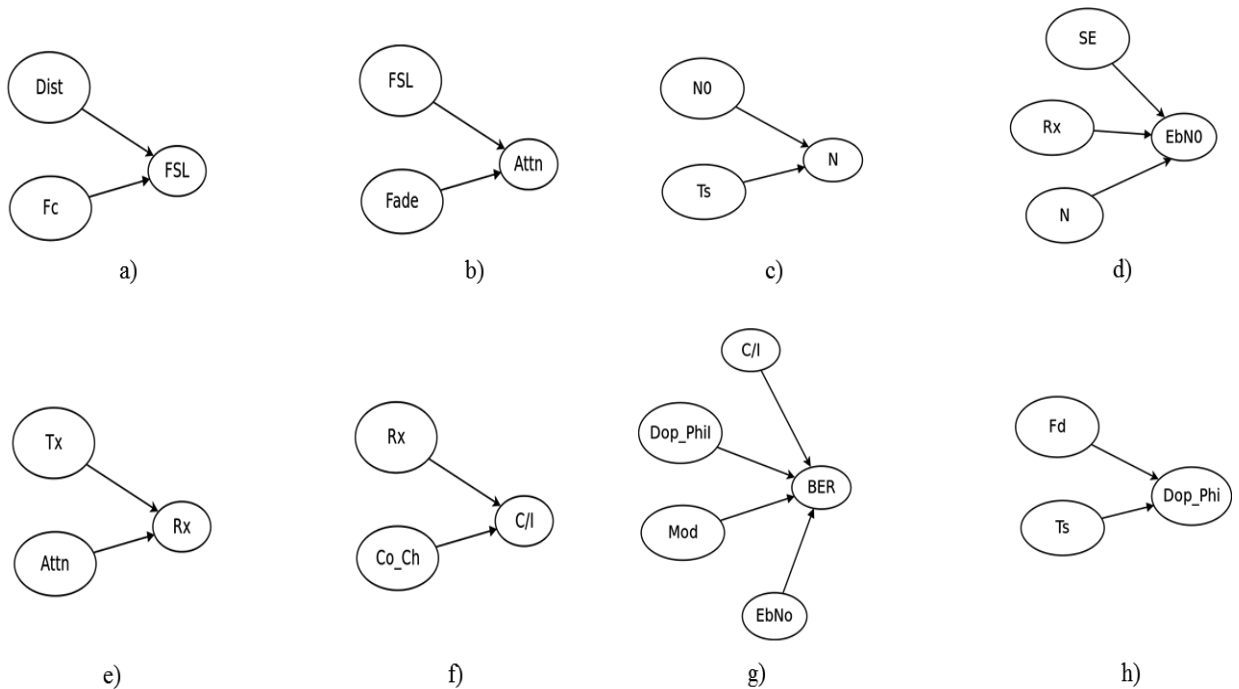 Dist
Fc
FSL
a)
FSL
Fade
Attn
b)
N0
Ts
N
c)
SE
Rx
N
EbN0
d)
Tx
Attn
Rx
e)
Rx
Co_Ch
C/I
f)
C/I
Dop_PhiI
Mod
BER
EbNo
g)
Fd
Ts
Dop_Phi
h)